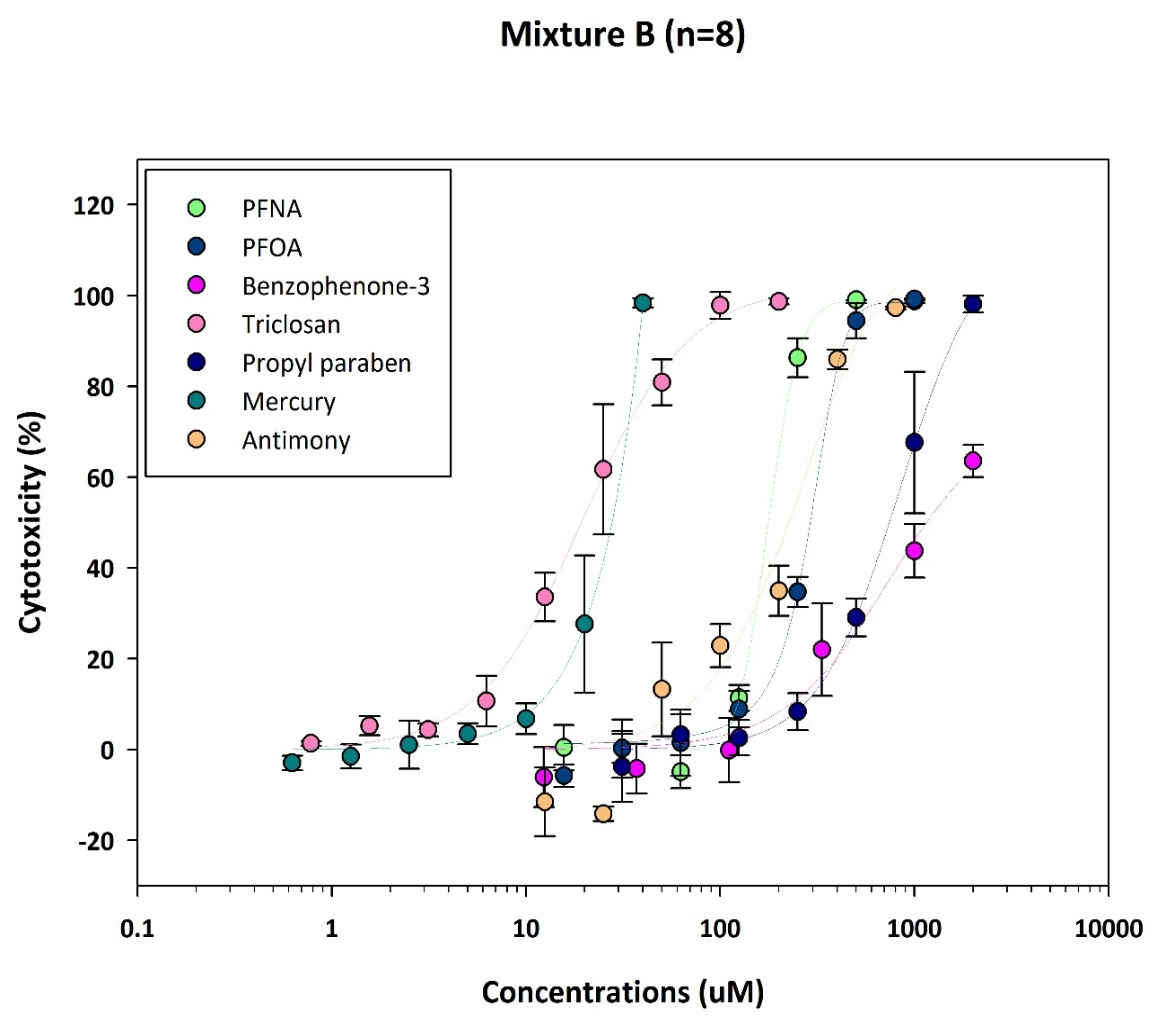 Mixture B (n=8)
120
100
80
60
40
20
0
-20
Cytotoxicity (%)
PFNA
PFOA
Benzophenone-3
Triclosan
Propyl paraben
Mercury
Antimony
0.1 1 10 100 1000 10000
Concentrations (uM)